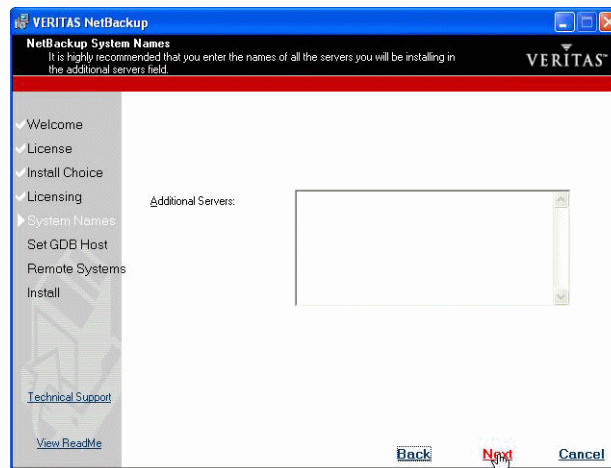 VERITAS NetBackup
NetBackup System Names
It is highly recommended that you enter the names of all the servers you will be installing in
the additional servers field.
VERITAS
Welcome
License
Install Choice
Licensing
System Names
Set GDB Host
Remote Systems
Install
Additional Servers:
Technical Support
View ReadMe
Back
Next
Cancel